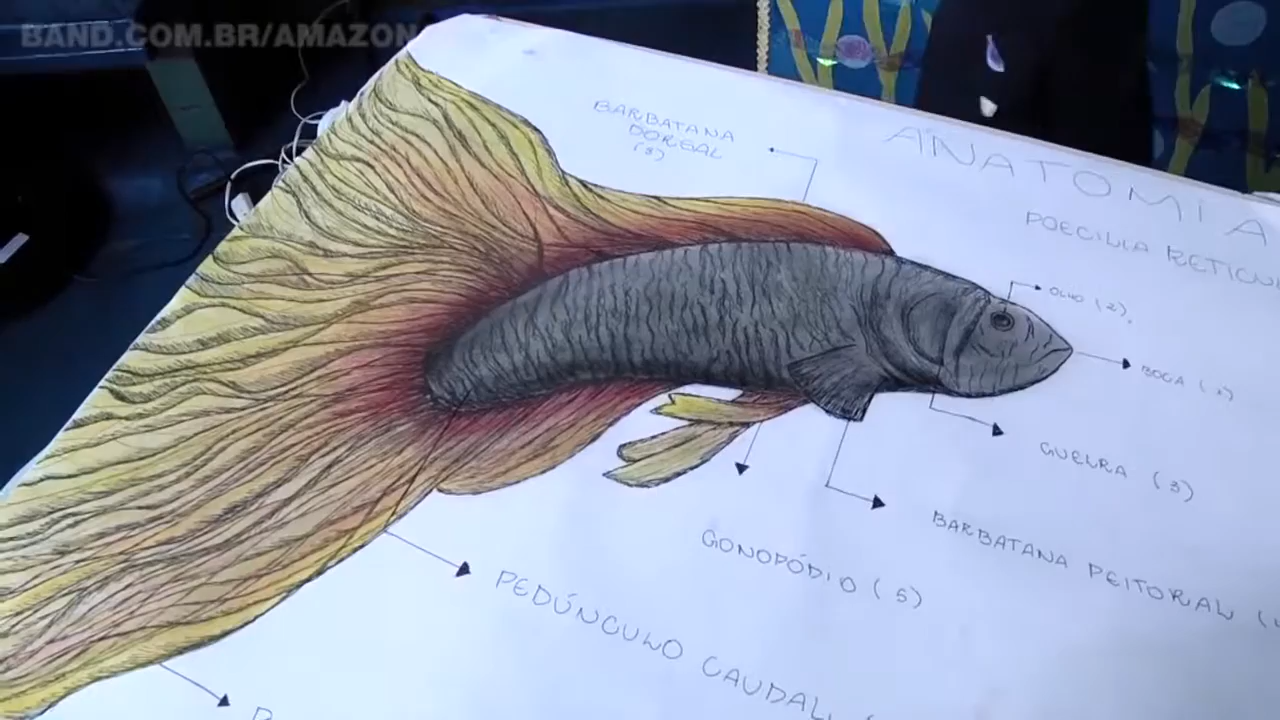 BAND.COM.BR/AMAZON
ANATOMIA
POECILIA RETICU
BARBATANA
DORSAL
(8)
OLHO (2).
BOCA (1)
GUELRA (3)
BARBATANA PEITORAL (4
GONOPÓDIO (5)
PEDÚNCULO CAUDAL (